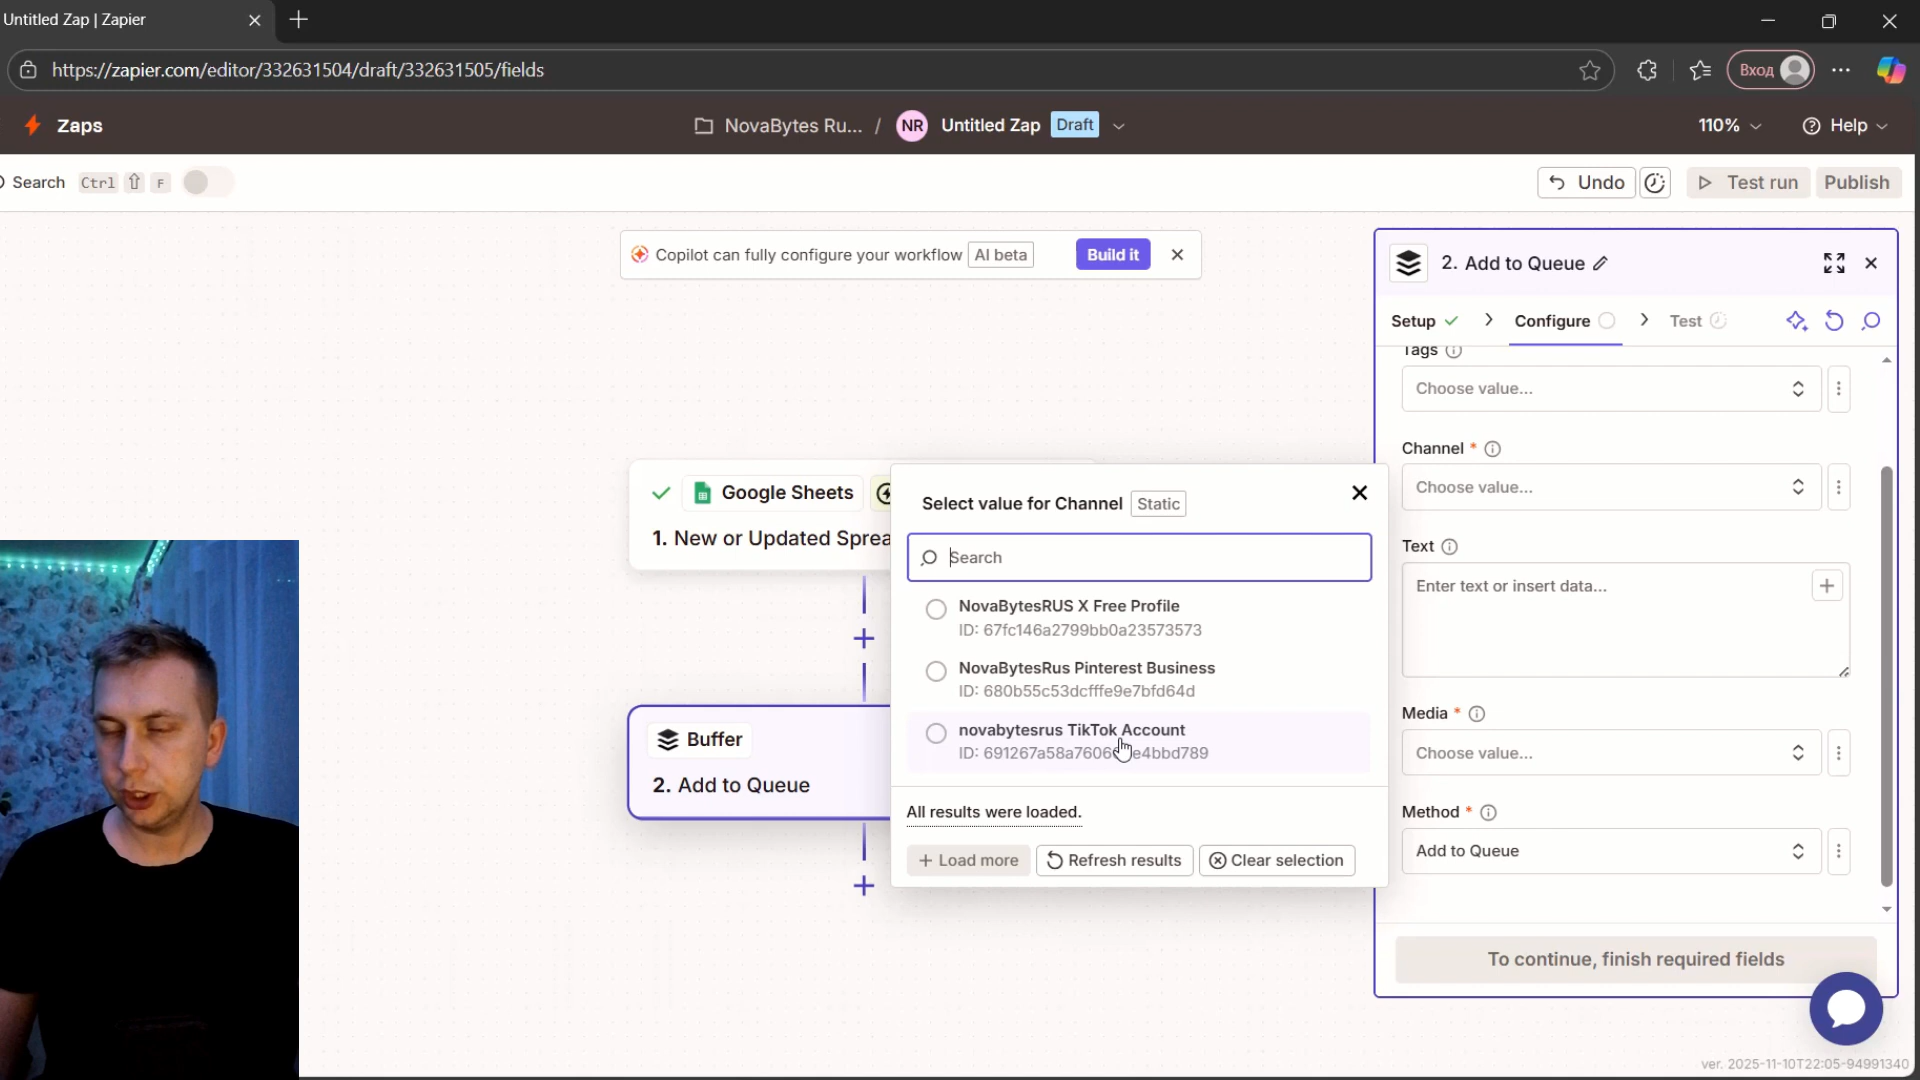 Untitled Zap | Zapier
https://zapier.com/editor/332631504/draft/332631505/fields
Вход
Zaps
NovaBytes Ru... / NR Untitled Zap Draft
110%
Help
Search Ctrl F
Undo
Test run
Publish
Copilot can fully configure your workflow AI beta
Build it
2. Add to Queue
Setup
Configure
Test
Tags
Choose value...
Channel *
Choose value...
Text
Enter text or insert data...
Media *
Choose value...
Method *
Add to Queue
To continue, finish required fields
Google Sheets
1. New or Updated Sprea
Buffer
2. Add to Queue
Select value for Channel Static
Search
NovaBytesRUS X Free Profile
ID: 67fc146a2799bb0a23573573
NovaBytesRus Pinterest Business
ID: 680b55c53dcfffe9e7bfd64d
novabytesrus TikTok Account
ID:
All results were loaded.
+ Load more
Refresh results
Clear selection
ver. 2025-11-10T22:05-94991340